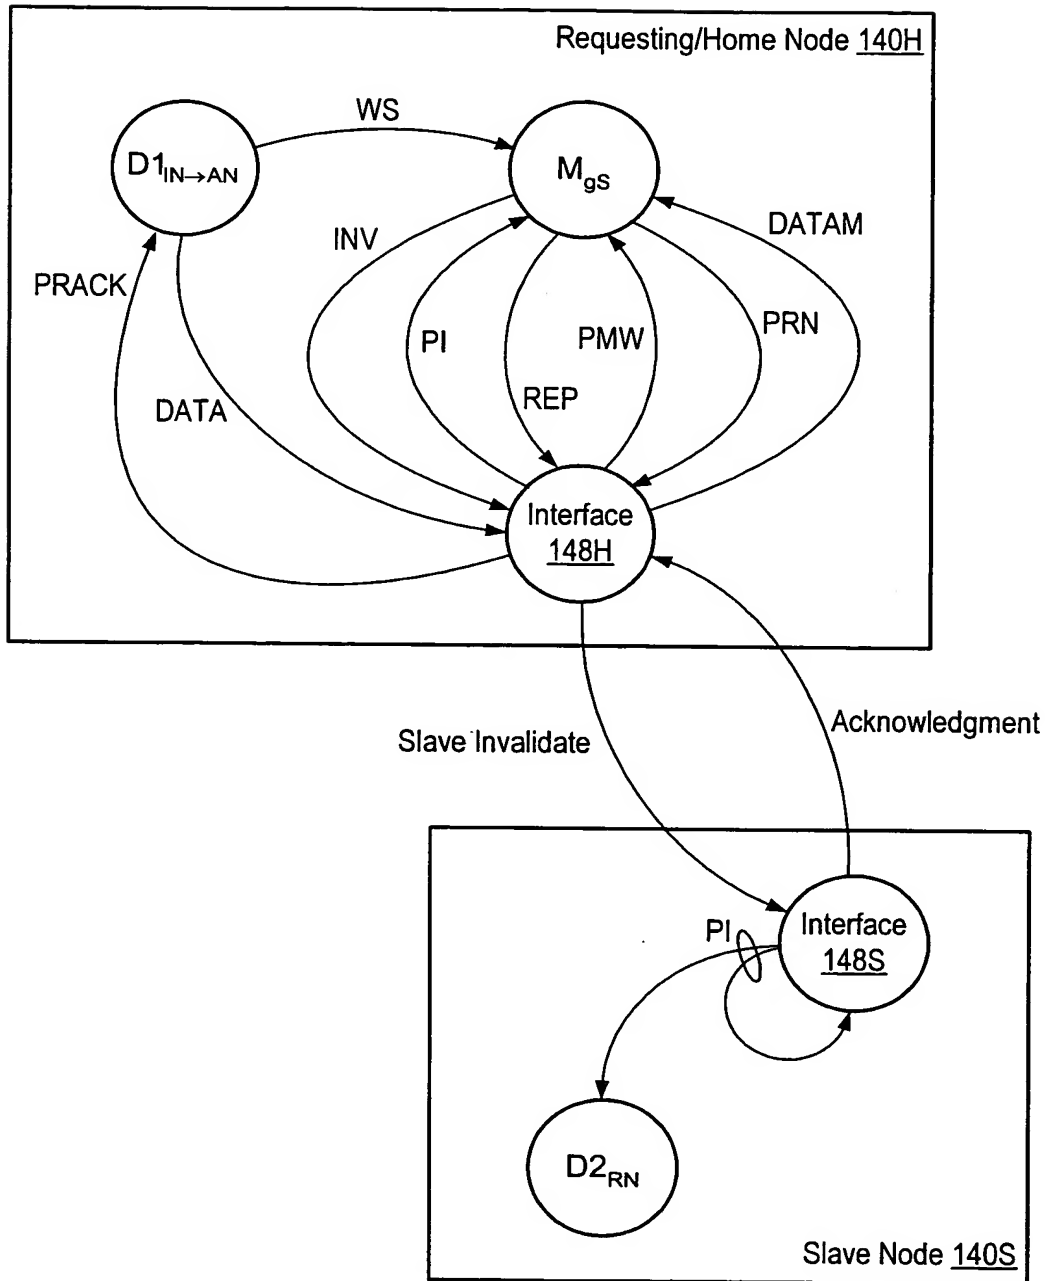 Requesting/Home Node 140H
WS
D1IN→AN
MgS
INV
DATAM
PRACK
PI
PMW
PRN
REP
DATA
Interface
148H
Slave Invalidate
Acknowledgment
PI
Interface
148S
D2RN
Slave Node 140S